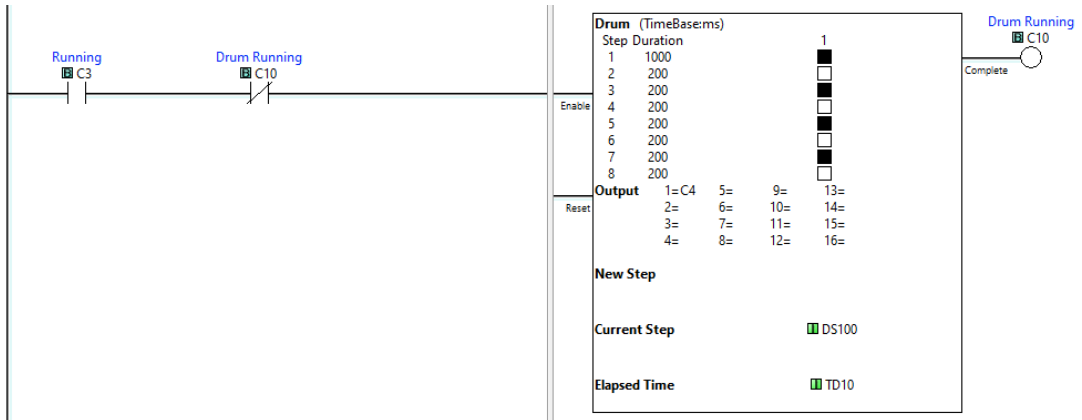 Drum (TimeBase:ms)
Step Duration 1
1 1000
2 200
3 200
4 200
5 200
6 200
7 200
8 200
Output 1=C4 5= 9= 13=
2= 6= 10= 14=
3= 7= 11= 15=
4= 8= 12= 16=
New Step
Current Step DS100
Elapsed Time TD10
Running
B C3
Drum Running
B C10
Enable
Reset
Drum Running
B C10
Complete